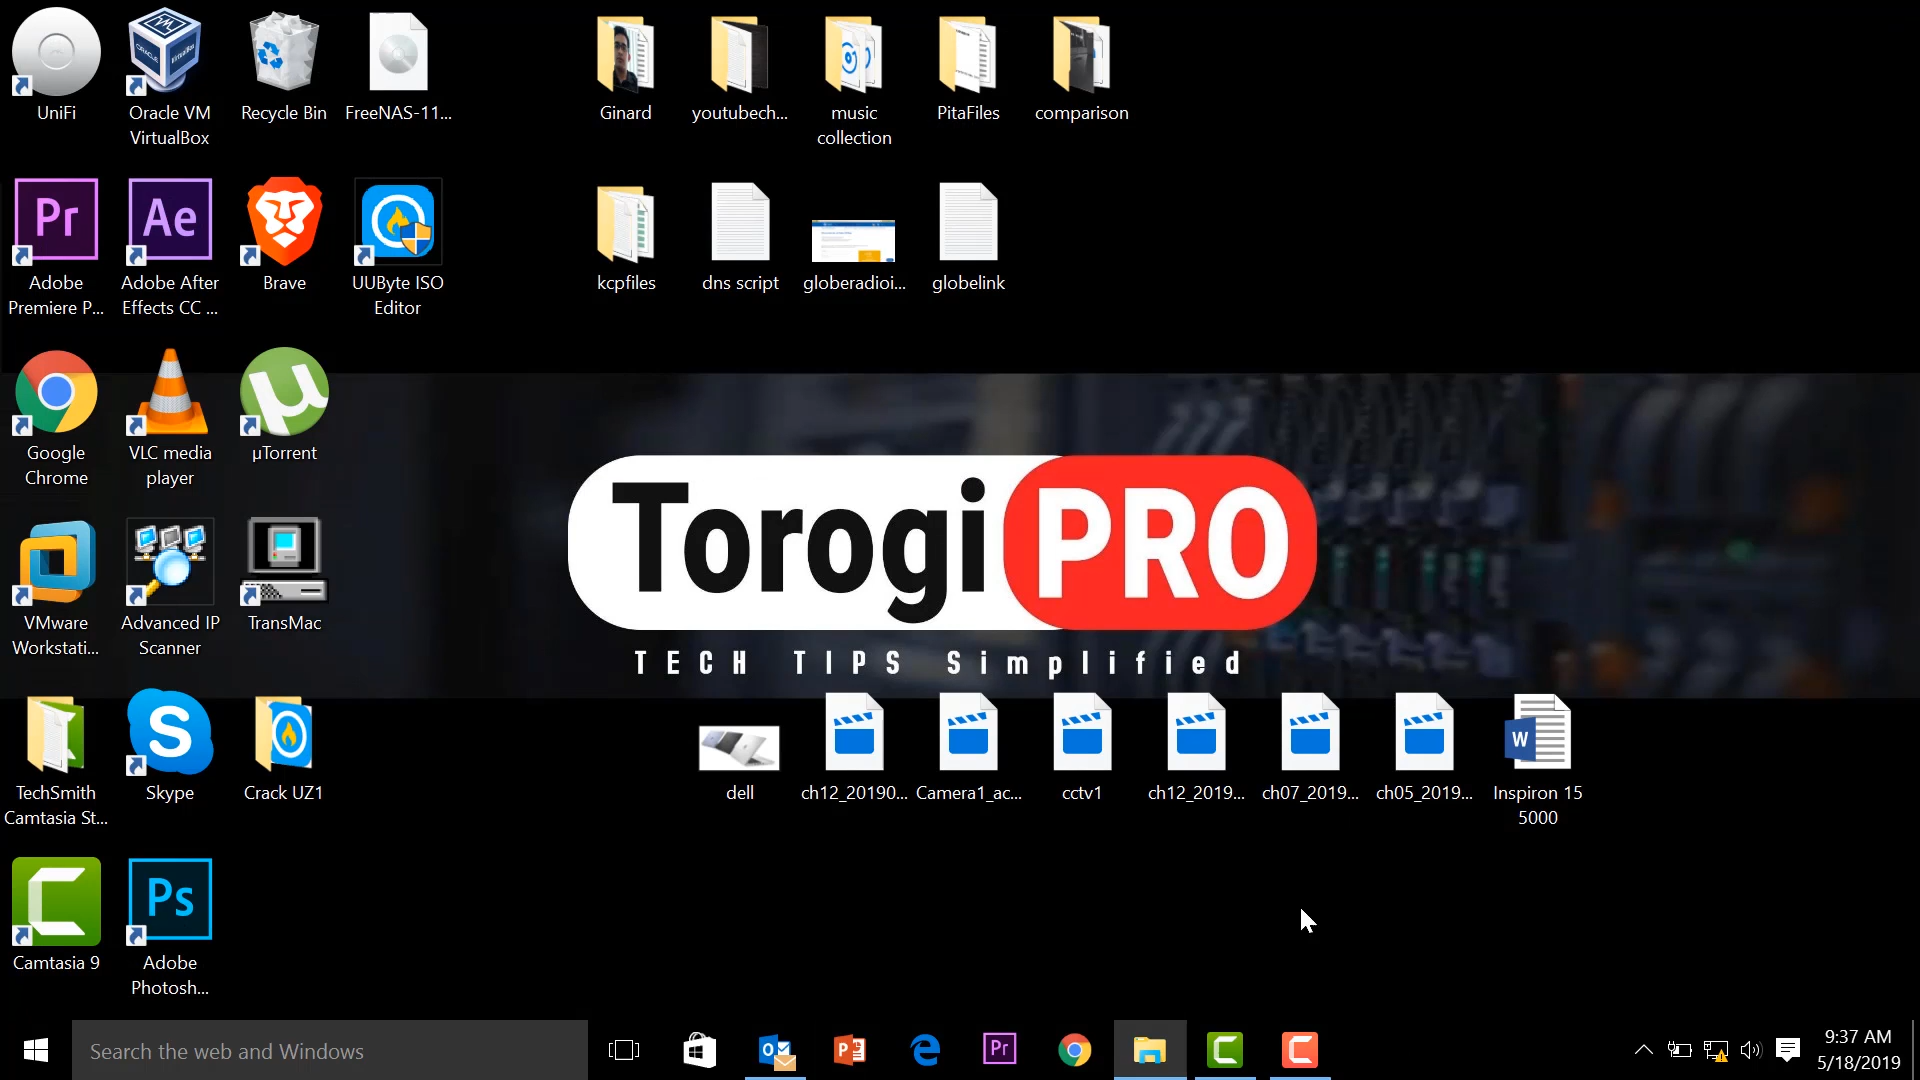 UniFi
Oracle VM
VirtualBox
Recycle Bin
FreeNAS-11...
Ginard
youtubech...
music
collection
PitaFiles
comparison
Pr
Ae
Adobe
Premiere P...
Adobe After
Effects CC ...
Brave
UUByte ISO
Editor
kcpfiles
dns script
globeradioi...
globelink
Google
Chrome
VLC media
player
µ
µTorrent
Torogi PRO
TECH TIPS Simplified
VMware
Workstati...
Advanced IP
Scanner
TransMac
S
W
TechSmith
Camtasia St...
Skype
Crack UZ1
dell
ch12_20190...
Camera1_ac...
cctv1
ch12_2019...
ch07_2019...
ch05_2019...
Inspiron 15
5000
Ps
Camtasia 9
Adobe
Photosh...
Search the web and Windows
Pr
9:37 AM
5/18/2019